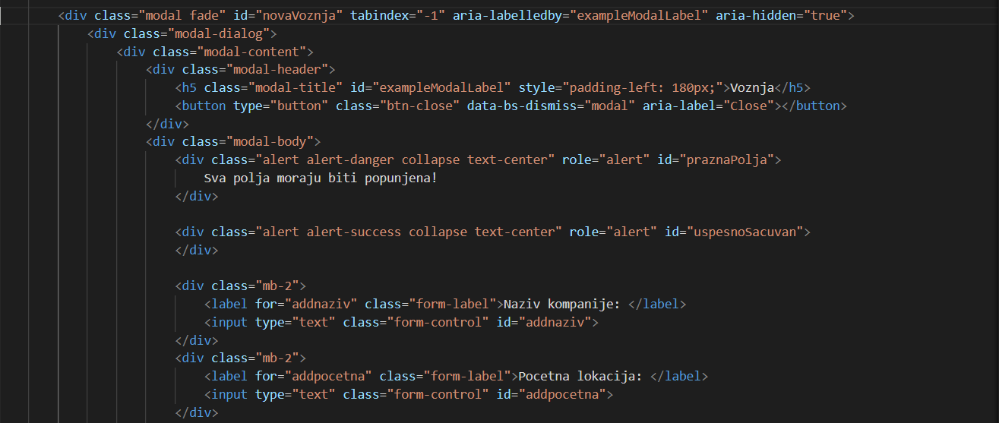 <div class="modal fade" id="novaVoznja" tabindex="-1" aria-labelledby="exampleModalLabel" aria-hidden="true">
<div class="modal-dialog">
<div class="modal-content">
<div class="modal-header">
<h5 class="modal-title" id="exampleModalLabel" style="padding-left: 180px;">Voznja</h5>
<button type="button" class="btn-close" data-bs-dismiss="modal" aria-label="Close"></button>
</div>
<div class="modal-body">
<div class="alert alert-danger collapse text-center" role="alert" id="praznaPolja">
Sva polja moraju biti popunjena!
</div>
<div class="alert alert-success collapse text-center" role="alert" id="uspesnoSacuvan">
</div>
<div class="mb-2">
<label for="addnaziv" class="form-label">Naziv kompanije: </label>
<input type="text" class="form-control" id="addnaziv">
</div>
<div class="mb-2">
<label for="addpocetna" class="form-label">Pocetna lokacija: </label>
<input type="text" class="form-control" id="addpocetna">
</div>